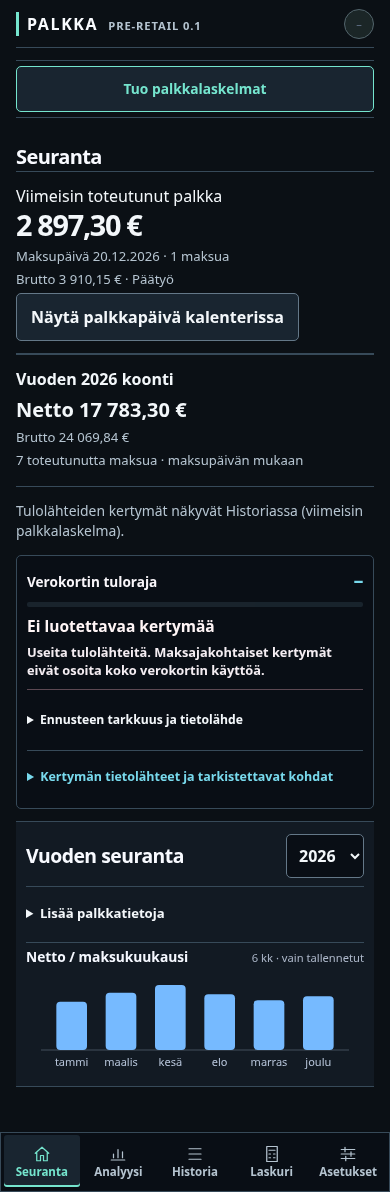 PALKKA PRE-RETAIL 0.1
–
Tuo palkkalaskelmat
Seuranta
Viimeisin toteutunut palkka
2 897,30 €
Maksupäivä 20.12.2026 · 1 maksua
Brutto 3 910,15 € · Päätyö
Näytä palkkapäivä kalenterissa
Vuoden 2026 koonti
Netto 17 783,30 €
Brutto 24 069,84 €
7 toteutunutta maksua · maksupäivän mukaan
Tulolähteiden kertymät näkyvät Historiassa (viimeisin
palkkalaskelma).
Verokortin tuloraja –
Ei luotettavaa kertymää
Useita tulolähteitä. Maksajakohtaiset kertymät
eivät osoita koko verokortin käyttöä.
Ennusteen tarkkuus ja tietolähde
Kertymän tietolähteet ja tarkistettavat kohdat
Vuoden seuranta 2026
Lisää palkkatietoja
Netto / maksukuukausi 6 kk · vain tallennetut
tammi maalis kesä elo marras joulu
Seuranta Analyysi Historia Laskuri Asetukset